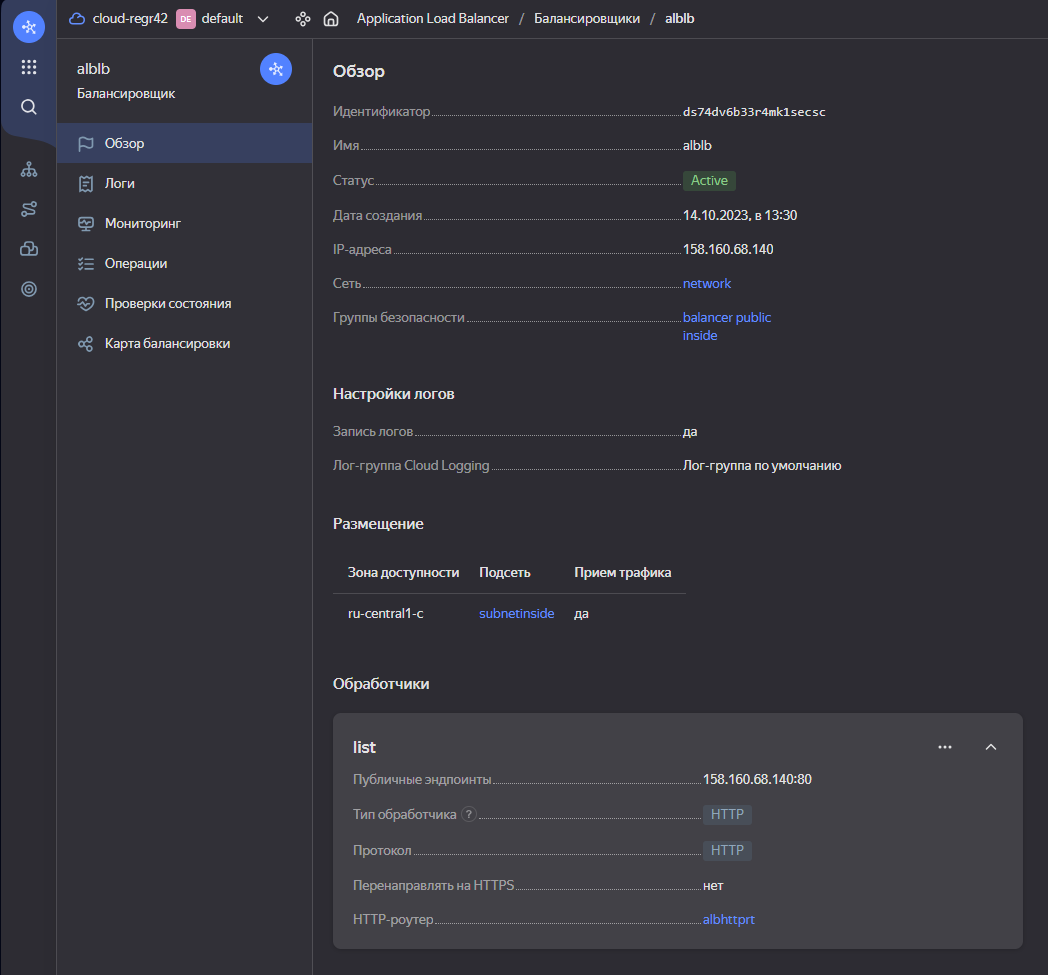 cloud-regr42 DE default Application Load Balancer / Балансировщики / alblb
alblb
Балансировщик
Обзор
Логи
Мониторинг
Операции
Проверки состояния
Карта балансировки
Обзор
Идентификатор ds74dv6b33r4mk1secsc
Имя alblb
Статус Active
Дата создания 14.10.2023, в 13:30
IP-адреса 158.160.68.140
Сеть network
Группы безопасности balancer public
inside
Настройки логов
Запись логов да
Лог-группа Cloud Logging Лог-группа по умолчанию
Размещение
Зона доступности Подсеть Прием трафика
ru-central1-c subnetinside да
Обработчики
list
Публичные эндпоинты 158.160.68.140:80
Тип обработчика ? HTTP
Протокол HTTP
Перенаправлять на HTTPS нет
HTTP-роутер albhttprt